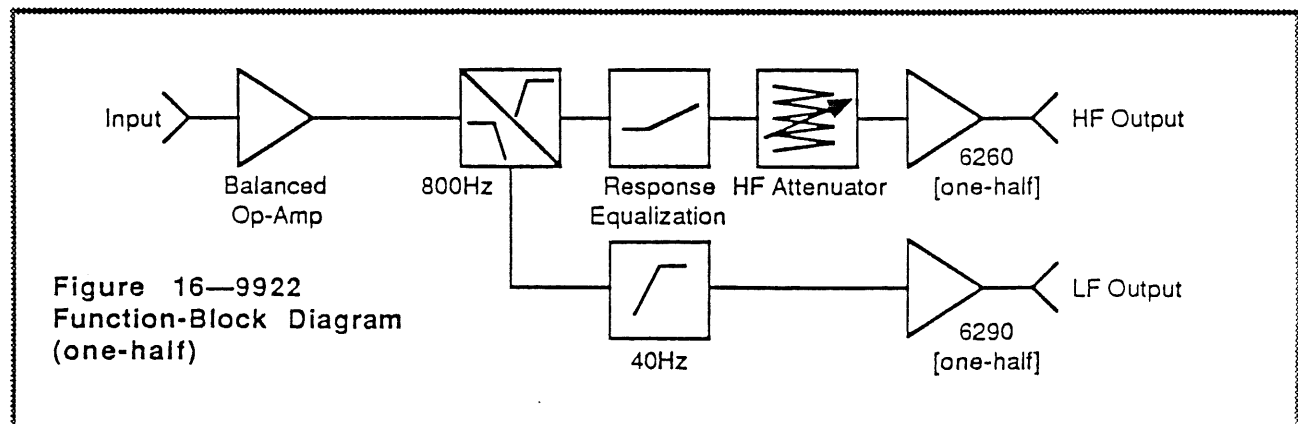 Input
Balanced
Op-Amp
800Hz
Response
Equalization
HF Attenuator
6260
[one-half]
HF Output
40Hz
6290
[one-half]
LF Output
Figure 16—9922
Function-Block Diagram
(one-half)